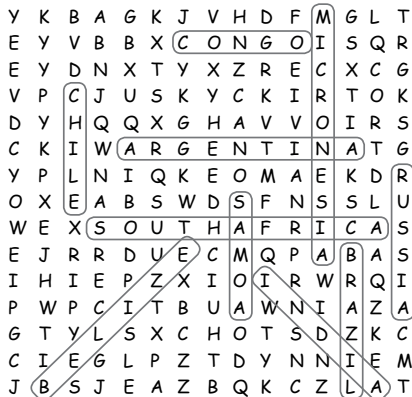 Y K B A G K J V H D F M G L T
E Y V B B X C O N G O I S Q R
E Y D N X T Y X Z R E C X C G
V P C J U S K Y C K I R T O K
D Y H Q Q X G H A V V O I R S
C K I W A R G E N T I N A T G
Y P L N I Q K E O M A E K D R
O X E A B S W D S F N S S L U
W E X S O U T H A F R I C A S
E J R R D U E C M Q P A B A S
I H I E P Z X I O I R W R Q I
P W P C I T B U A W N I A Z A
G T Y L S X C H O T S D Z K C
C I E G L P Z T D Y N N I E M
J B S J E A Z B Q K C Z L A T